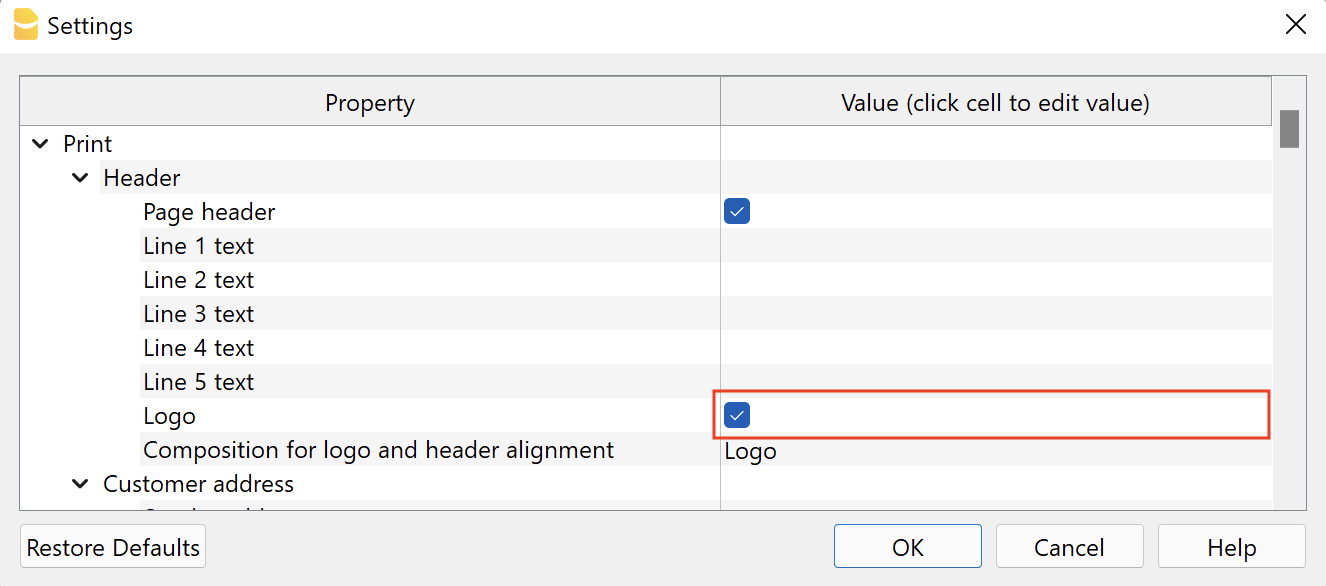 Settings
Property Value (click cell to edit value)
Print
Header
Page header
Line 1 text
Line 2 text
Line 3 text
Line 4 text
Line 5 text
Logo
Composition for logo and header alignment Logo
Customer address
Restore Defaults OK Cancel Help